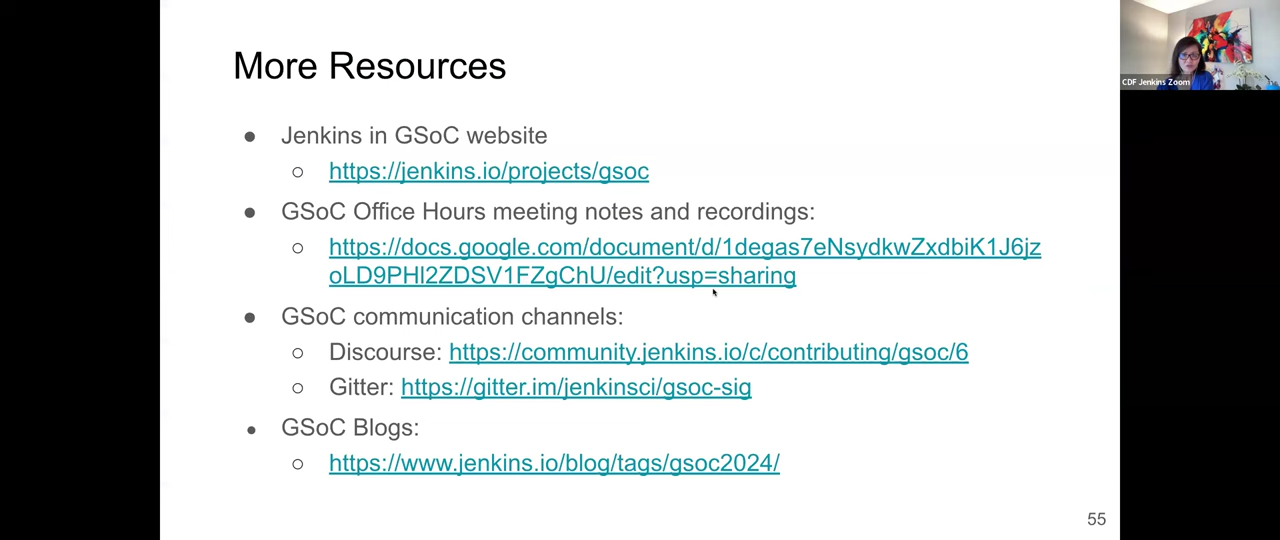 More Resources
● Jenkins in GSoC website
○ https://jenkins.io/projects/gsoc
● GSoC Office Hours meeting notes and recordings:
○ https://docs.google.com/document/d/1degas7eNsydkwZxdbiK1J6jz
oLD9PHl2ZDSV1FZgChU/edit?usp=sharing
● GSoC communication channels:
○ Discourse: https://community.jenkins.io/c/contributing/gsoc/6
○ Gitter: https://gitter.im/jenkinsci/gsoc-sig
● GSoC Blogs:
○ https://www.jenkins.io/blog/tags/gsoc2024/
55
CDF Jenkins Zoom